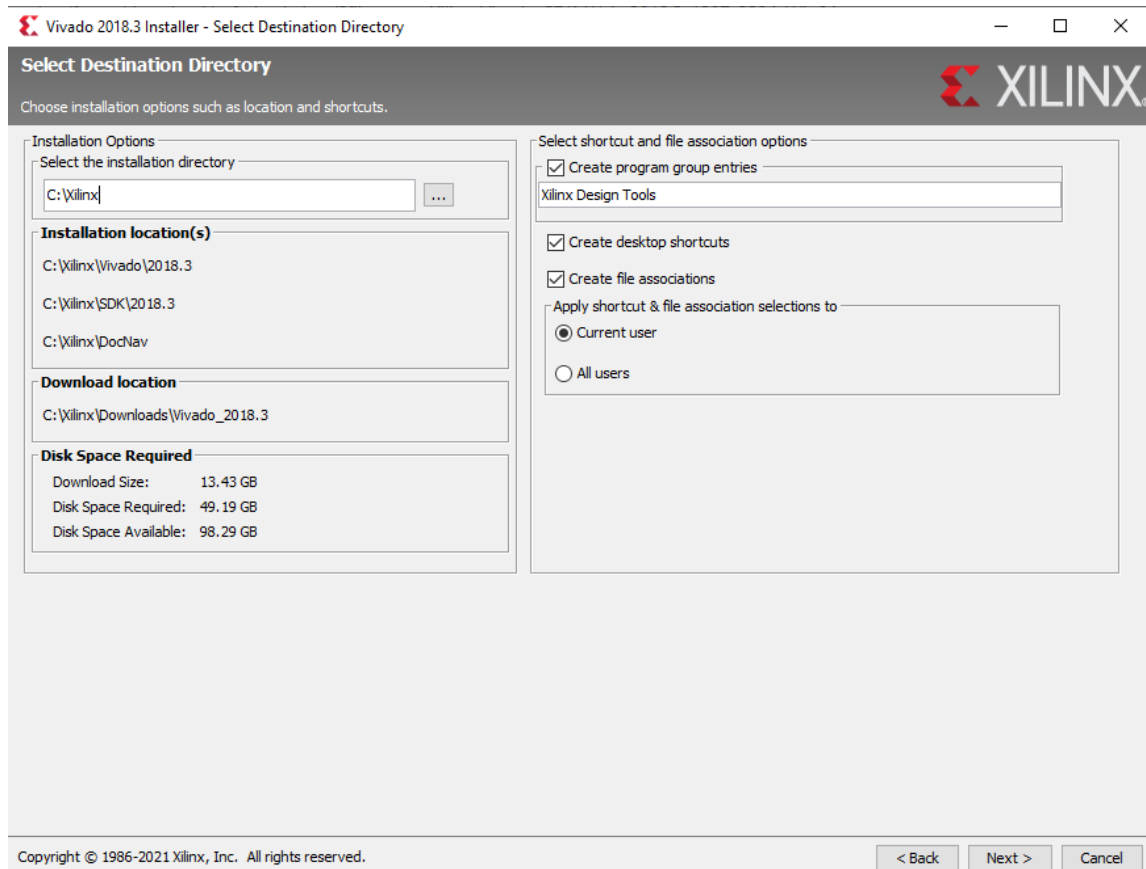 Vivado 2018.3 Installer - Select Destination Directory
Select Destination Directory
Choose installation options such as location and shortcuts.
XILINX
Installation Options
Select the installation directory
C:\Xilinx
...
Installation location(s)
C:\Xilinx\Vivado\2018.3
C:\Xilinx\SDK\2018.3
C:\Xilinx\DocNav
Download location
C:\Xilinx\Downloads\Vivado_2018.3
Disk Space Required
Download Size: 13.43 GB
Disk Space Required: 49.19 GB
Disk Space Available: 98.29 GB
Select shortcut and file association options
Create program group entries
Xilinx Design Tools
Create desktop shortcuts
Create file associations
Apply shortcut & file association selections to
Current user
All users
Copyright © 1986-2021 Xilinx, Inc. All rights reserved.
< Back Next > Cancel